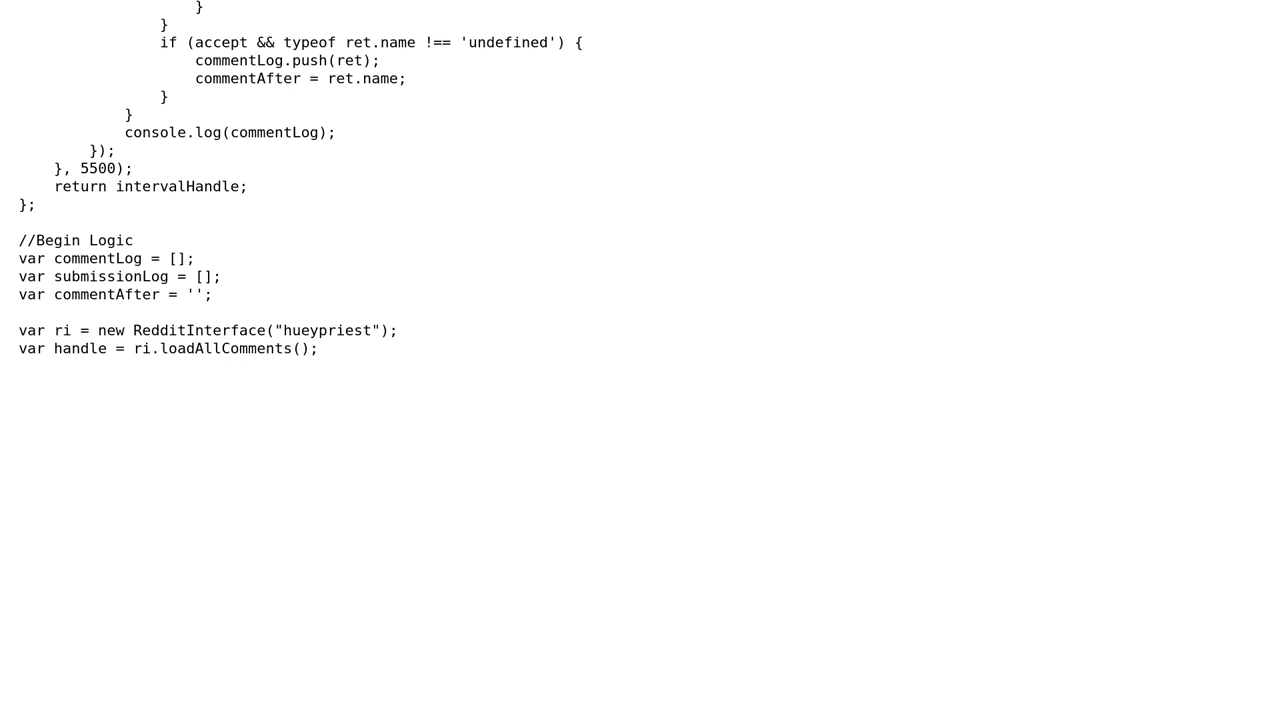 }
                }
                if (accept && typeof ret.name !== 'undefined') {
                    commentLog.push(ret);
                    commentAfter = ret.name;
                }
            }
            console.log(commentLog);
        });
    }, 5500);
    return intervalHandle;
};

//Begin Logic
var commentLog = [];
var submissionLog = [];
var commentAfter = '';

var ri = new RedditInterface("hueypriest");
var handle = ri.loadAllComments();